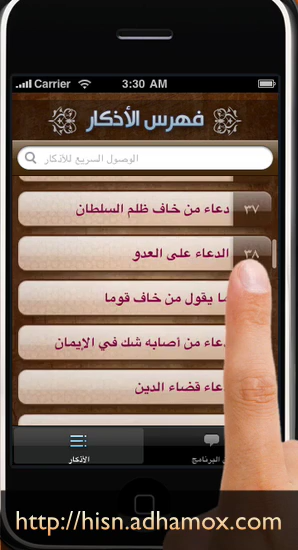 Carrier 3:30 AM
فهرس الأذكار
الوصول السريع للأذكار
٣٧ دعاء من خاف ظلم السلطان
٣٨ الدعاء على العدو
ما يقول من خاف قوما
دعاء من أصابه شك في الإيمان
دعاء قضاء الدين
الأذكار
البرنامج
http://hisn.adhamox.com